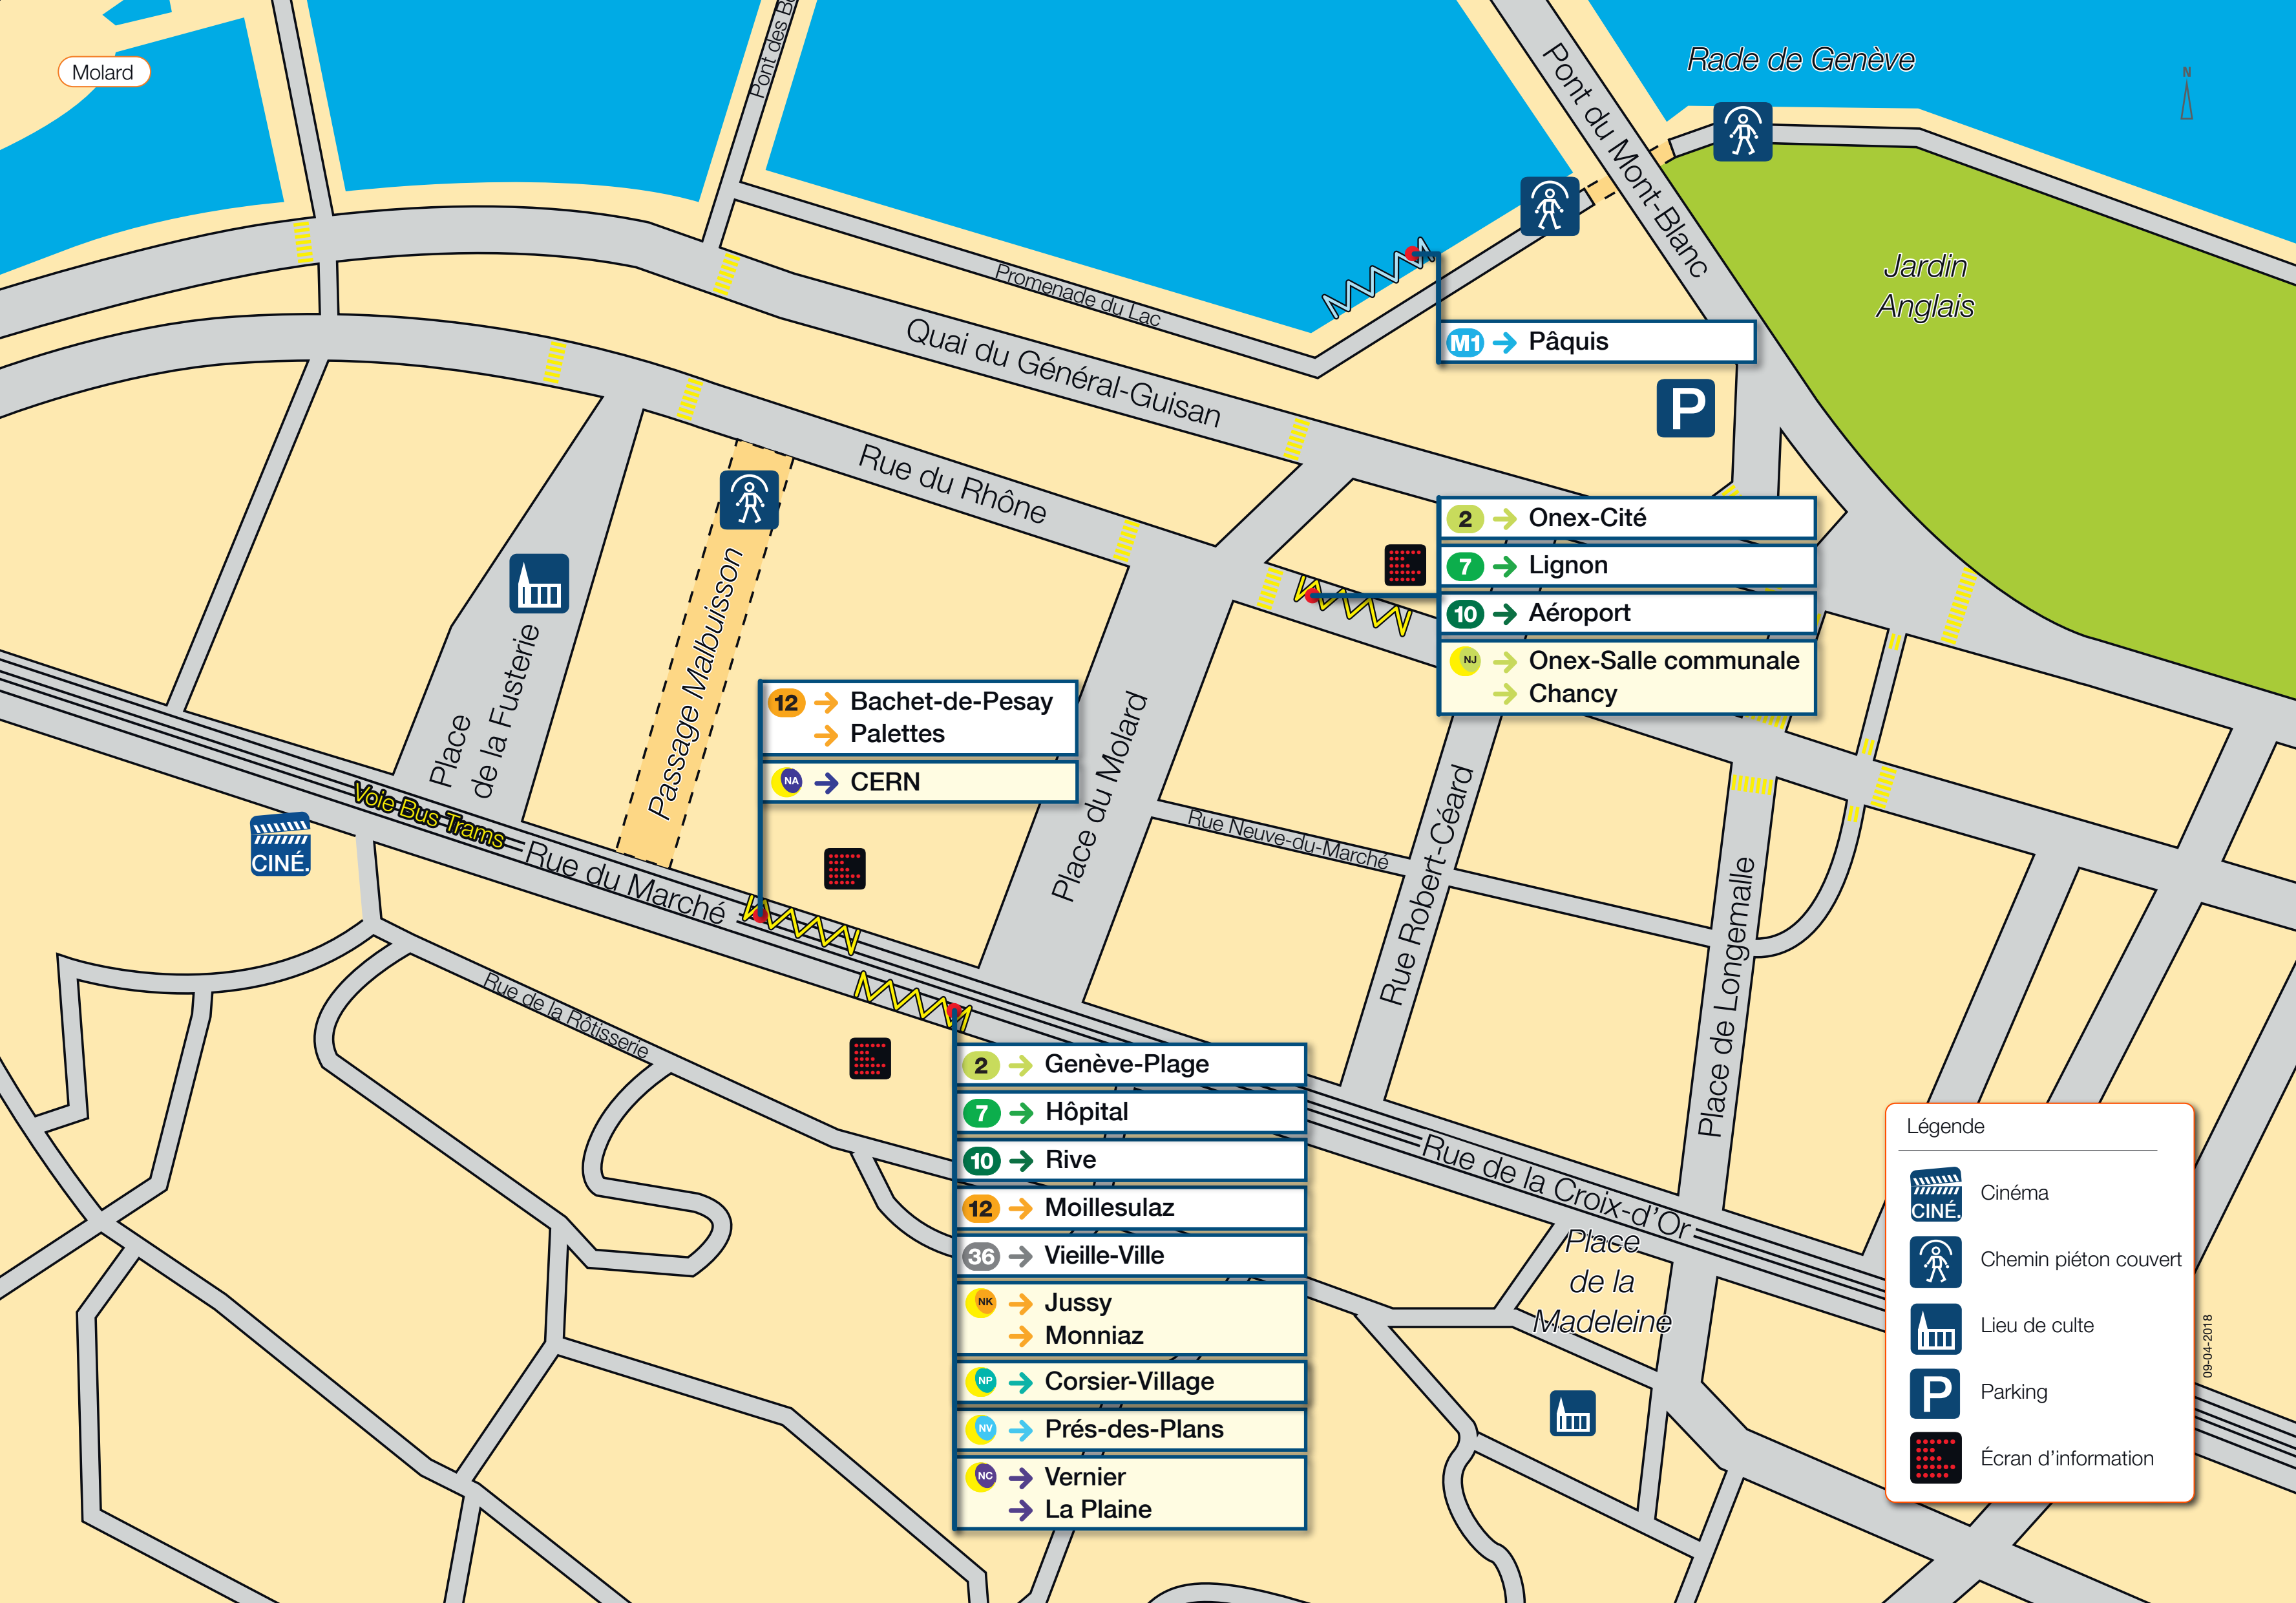 Molard
Pont des
Pont du Mont-Blanc
Rade de Genève
N
Jardin
Anglais
Promenade du Lac
Quai du Général-Guisan
M1 Pâquis
P
Rue du Rhône
2 Onex-Cité
7 Lignon
10 Aéroport
NJ Onex-Salle communale
Chancy
Place
de la Fusterie
Passage Malbuisson
12 Bachet-de-Pesay
Palettes
NA CERN
Place du Molard
Rue Neuve-du-Marché
Rue Robert-Céard
Place de Longemalle
Voie Bus Trams
CINÉ.
Rue du Marché
Rue de la Rôtisserie
2 Genève-Plage
7 Hôpital
10 Rive
12 Moillesulaz
36 Vieille-Ville
NK Jussy
Monniaz
NP Corsier-Village
NV Prés-des-Plans
NC Vernier
La Plaine
Rue de la Croix-d'Or
Place
de la
Madeleine
Légende
CINÉ. Cinéma
Chemin piéton couvert
Lieu de culte
P Parking
Écran d'information
09-04-2018